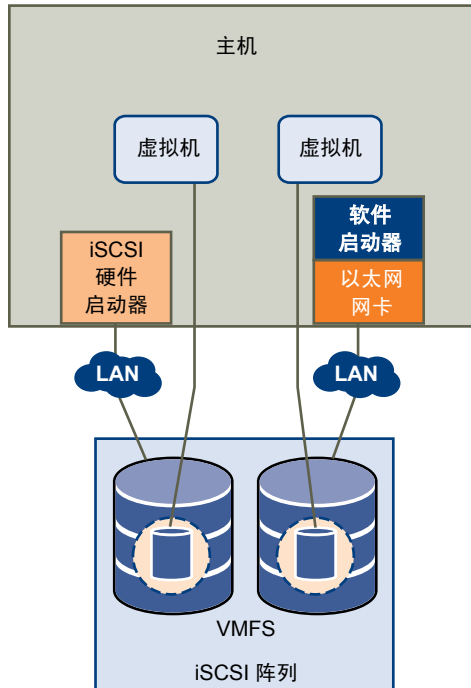 主机
虚拟机
虚拟机
iSCSI
硬件
启动器
软件
启动器
以太网
网卡
LAN
LAN
VMFS
iSCSI 阵列